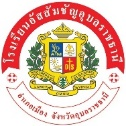 โรงเรียนอัสสัมชัญอุบลราชธานี
อำเภอเมือง จังหวัดอุบลราชธานี